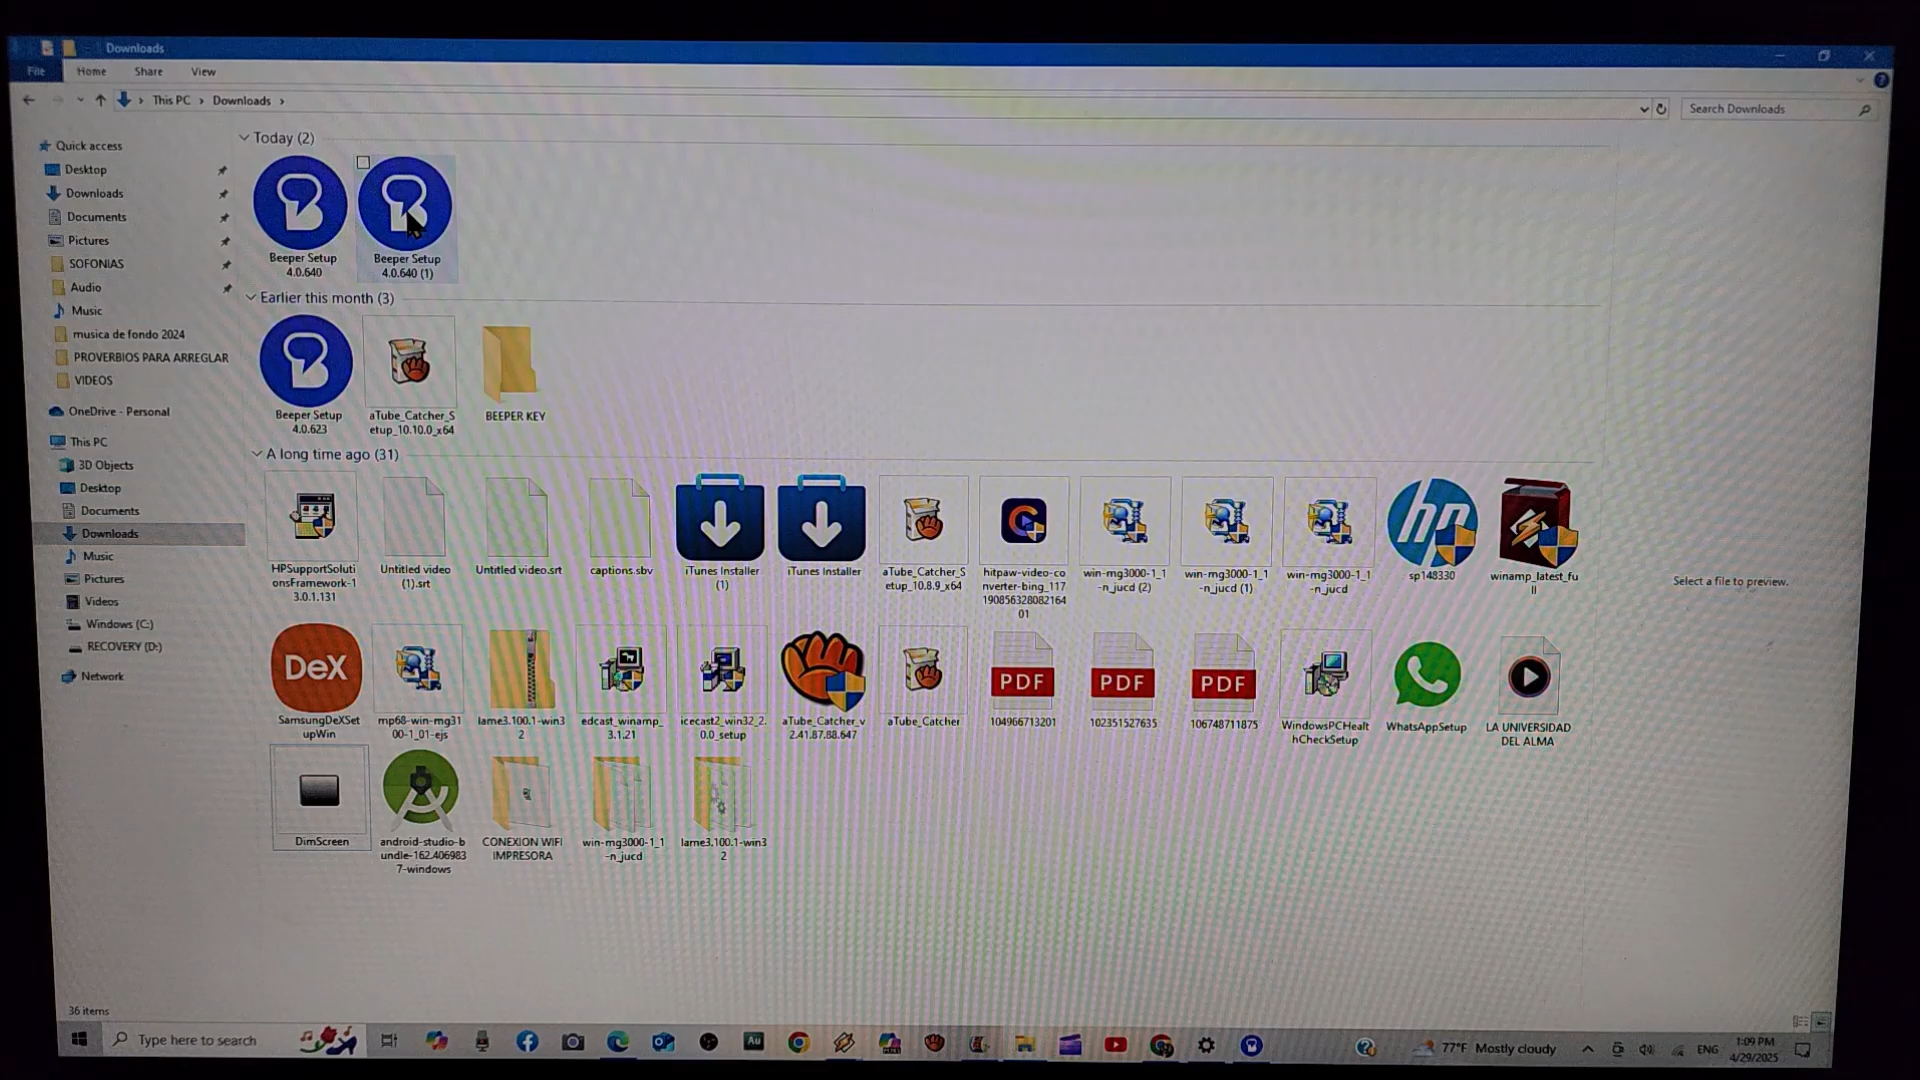 Downloads
File Home Share View
This PC Downloads
Search Downloads
Quick access
Desktop
Downloads
Documents
Pictures
SOFONIAS
Audio
Music
musica de fondo 2024
PROVERBIOS PARA ARREGLAR
VIDEOS
OneDrive - Personal
This PC
3D Objects
Desktop
Documents
Downloads
Music
Pictures
Videos
Windows (C:)
RECOVERY (D:)
Network
Today (2)
Beeper Setup
4.0.640
Beeper Setup
4.0.640 (1)
Earlier this month (3)
Beeper Setup
4.0.623
aTube_Catcher_S
etup_10.10.0_x64
BEEPER KEY
A long time ago (31)
HPSupportSoluti
onsFramework-1
3.0.1.131
Untitled video
(1).srt
Untitled video.srt
captions.sbv
iTunes Installer
(1)
iTunes Installer
aTube_Catcher_S
etup_10.8.9_x64
hitpaw-video-co
nverter-bing_117
190856328082164
01
win-mg3000-1_1
-n_jucd (2)
win-mg3000-1_1
-n_jucd (1)
win-mg3000-1_1
-n_jucd
hp
sp148330
winamp_latest_fu
ll
DeX
SamsungDeXSet
upWin
mp68-win-mg31
00-1_01-ejs
lame3.100.1-win3
2
edcast_winamp_
3.1.21
icecast2_win32_2.
0.0_setup
aTube_Catcher_v
2.41.87.88.647
aTube_Catcher
PDF
104966713201
PDF
102351527635
PDF
106748711875
WindowsPCHealt
hCheckSetup
WhatsAppSetup
LA UNIVERSIDAD
DEL ALMA
DimScreen
android-studio-b
undle-162.406983
7-windows
CONEXION WIFI
IMPRESORA
win-mg3000-1_1
-n_jucd
lame3.100.1-win3
2
Select a file to preview.
36 items
Type here to search
Au
77°F Mostly cloudy
ENG
1:09 PM
4/29/2025